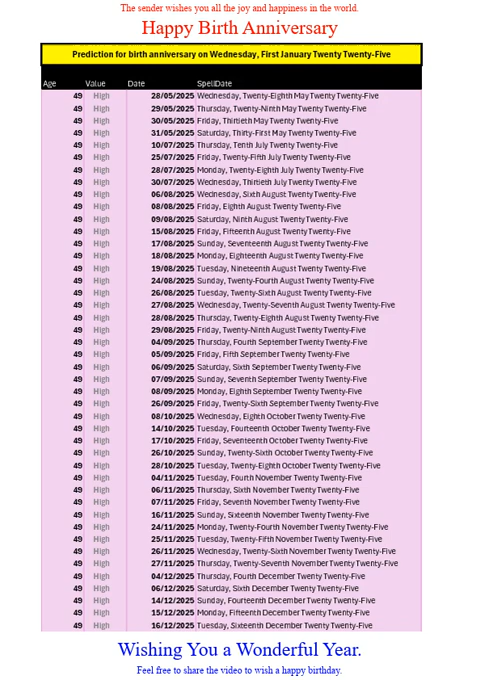 The sender wishes you all the joy and happiness in the world.
Happy Birth Anniversary
Prediction for birth anniversary on Wednesday, First January Twenty Twenty-Five
Age Value Date SpellDate
49 High 28/05/2025 Wednesday, Twenty-Eighth May Twenty Twenty-Five
49 High 29/05/2025 Thursday, Twenty-Ninth May Twenty Twenty-Five
49 High 30/05/2025 Friday, Thirtieth May Twenty Twenty-Five
49 High 31/05/2025 Saturday, Thirty-First May Twenty Twenty-Five
49 High 10/07/2025 Thursday, Tenth July Twenty Twenty-Five
49 High 25/07/2025 Friday, Twenty-Fifth July Twenty Twenty-Five
49 High 28/07/2025 Monday, Twenty-Eighth July Twenty Twenty-Five
49 High 30/07/2025 Wednesday, Thirtieth July Twenty Twenty-Five
49 High 06/08/2025 Wednesday, Sixth August Twenty Twenty-Five
49 High 08/08/2025 Friday, Eighth August Twenty Twenty-Five
49 High 09/08/2025 Saturday, Ninth August Twenty Twenty-Five
49 High 15/08/2025 Friday, Fifteenth August Twenty Twenty-Five
49 High 17/08/2025 Sunday, Seventeenth August Twenty Twenty-Five
49 High 18/08/2025 Monday, Eighteenth August Twenty Twenty-Five
49 High 19/08/2025 Tuesday, Nineteenth August Twenty Twenty-Five
49 High 24/08/2025 Sunday, Twenty-Fourth August Twenty Twenty-Five
49 High 26/08/2025 Tuesday, Twenty-Sixth August Twenty Twenty-Five
49 High 27/08/2025 Wednesday, Twenty-Seventh August Twenty Twenty-Five
49 High 28/08/2025 Thursday, Twenty-Eighth August Twenty Twenty-Five
49 High 29/08/2025 Friday, Twenty-Ninth August Twenty Twenty-Five
49 High 04/09/2025 Thursday, Fourth September Twenty Twenty-Five
49 High 05/09/2025 Friday, Fifth September Twenty Twenty-Five
49 High 06/09/2025 Saturday, Sixth September Twenty Twenty-Five
49 High 07/09/2025 Sunday, Seventh September Twenty Twenty-Five
49 High 08/09/2025 Monday, Eighth September Twenty Twenty-Five
49 High 26/09/2025 Friday, Twenty-Sixth September Twenty Twenty-Five
49 High 08/10/2025 Wednesday, Eighth October Twenty Twenty-Five
49 High 14/10/2025 Tuesday, Fourteenth October Twenty Twenty-Five
49 High 17/10/2025 Friday, Seventeenth October Twenty Twenty-Five
49 High 26/10/2025 Sunday, Twenty-Sixth October Twenty Twenty-Five
49 High 28/10/2025 Tuesday, Twenty-Eighth October Twenty Twenty-Five
49 High 04/11/2025 Tuesday, Fourth November Twenty Twenty-Five
49 High 06/11/2025 Thursday, Sixth November Twenty Twenty-Five
49 High 07/11/2025 Friday, Seventh November Twenty Twenty-Five
49 High 16/11/2025 Sunday, Sixteenth November Twenty Twenty-Five
49 High 24/11/2025 Monday, Twenty-Fourth November Twenty Twenty-Five
49 High 25/11/2025 Tuesday, Twenty-Fifth November Twenty Twenty-Five
49 High 26/11/2025 Wednesday, Twenty-Sixth November Twenty Twenty-Five
49 High 27/11/2025 Thursday, Twenty-Seventh November Twenty Twenty-Five
49 High 04/12/2025 Thursday, Fourth December Twenty Twenty-Five
49 High 06/12/2025 Saturday, Sixth December Twenty Twenty-Five
49 High 14/12/2025 Sunday, Fourteenth December Twenty Twenty-Five
49 High 15/12/2025 Monday, Fifteenth December Twenty Twenty-Five
49 High 16/12/2025 Tuesday, Sixteenth December Twenty Twenty-Five
Wishing You a Wonderful Year.
Feel free to share the video to wish a happy birthday.